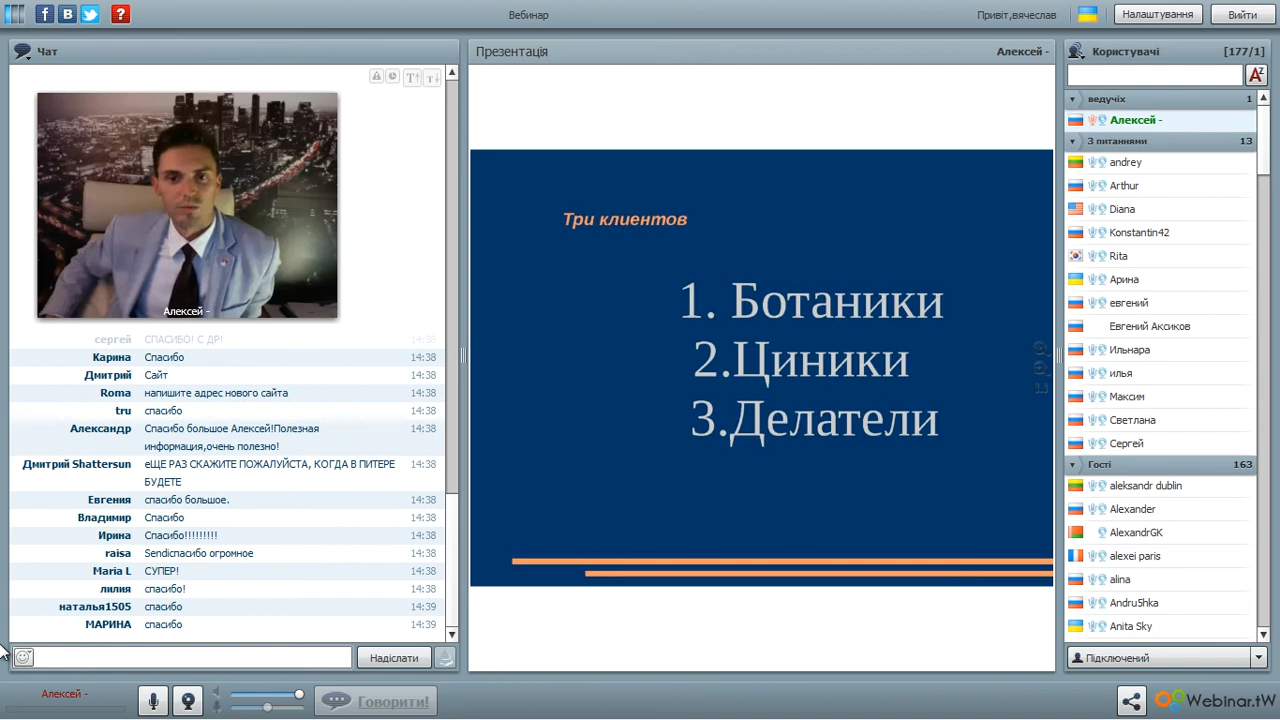 Вебинар
Привіт,вячеслав
Налаштування
Вийти
Чат
Алексей -
сергей СПАСИБО! С ДР! 14:38
Карина Спасибо 14:38
Дмитрий Сайт 14:38
Roma напишите адрес нового сайта 14:38
tru спасибо 14:38
Александр Спасибо большое Алексей!Полезная 14:38
информация,очень полезно!
Дмитрий Shattersun еЩЕ РАЗ СКАЖИТЕ ПОЖАЛУЙСТА, КОГДА В ПИТЕРЕ 14:38
БУДЕТЕ
Евгения спасибо большое. 14:38
Владимир Спасибо 14:38
Ирина Спасибо!!!!!!!!! 14:38
raisa Sendiспасибо огромное 14:38
Maria L СУПЕР! 14:38
лилия спасибо! 14:38
наталья1505 спасибо 14:39
МАРИНА спасибо 14:39
Надіслати
Презентація Алексей -
Три клиентов
1. Ботаники
2.Циники
3.Делатели
Користувачі [177/1]
ведучіх 1
Алексей -
З питаннями 13
andrey
Arthur
Diana
Konstantin42
Rita
Арина
евгений
Евгений Аксиков
Ильнара
илья
Максим
Светлана
Сергей
Гості 163
aleksandr dublin
Alexander
AlexandrGK
alexei paris
alina
Andru5hka
Anita Sky
Підключений
Алексей -
Говорити!
Webinar.tw